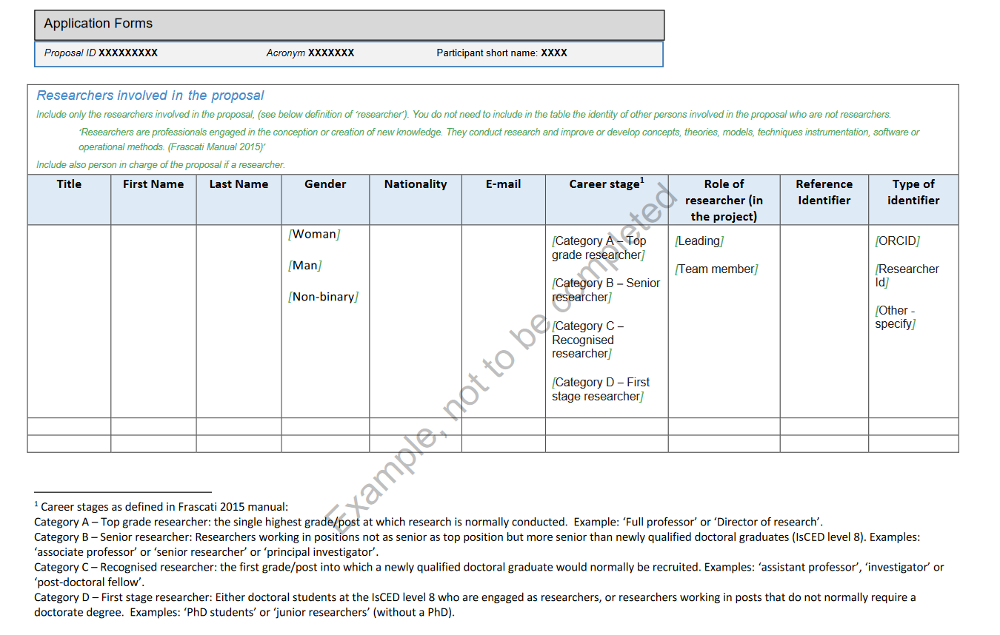 Application Forms
Proposal ID XXXXXXXXX Acronym XXXXXXX Participant short name: XXXX
Researchers involved in the proposal
Include only the researchers involved in the proposal, (see below definition of ‘researcher’). You do not need to include in the table the identity of other persons involved in the proposal who are not researchers.
‘Researchers are professionals engaged in the conception or creation of new knowledge. They conduct research and improve or develop concepts, theories, models, techniques instrumentation, software or
operational methods. (Frascati Manual 2015)’
Include also person in charge of the proposal if a researcher.
Title
First Name
Last Name
Gender
Nationality
E-mail
Career stage1
Role of
researcher (in
the project)
Reference
Identifier
Type of
identifier
[Woman]
[Man]
[Non-binary]
[Category A – Top
grade researcher]
[Category B – Senior
researcher]
[Category C –
Recognised
researcher]
[Category D – First
stage researcher]
[Leading]
[Team member]
[ORCID]
[Researcher
Id]
[Other -
specify]
Example, not to be completed
1 Career stages as defined in Frascati 2015 manual:
Category A – Top grade researcher: the single highest grade/post at which research is normally conducted. Example: ‘Full professor’ or ‘Director of research’.
Category B – Senior researcher: Researchers working in positions not as senior as top position but more senior than newly qualified doctoral graduates (IsCED level 8). Examples:
‘associate professor’ or ‘senior researcher’ or ‘principal investigator’.
Category C – Recognised researcher: the first grade/post into which a newly qualified doctoral graduate would normally be recruited. Examples: ‘assistant professor’, ‘investigator’ or
‘post-doctoral fellow’.
Category D – First stage researcher: Either doctoral students at the IsCED level 8 who are engaged as researchers, or researchers working in posts that do not normally require a
doctorate degree. Examples: ‘PhD students’ or ‘junior researchers’ (without a PhD).